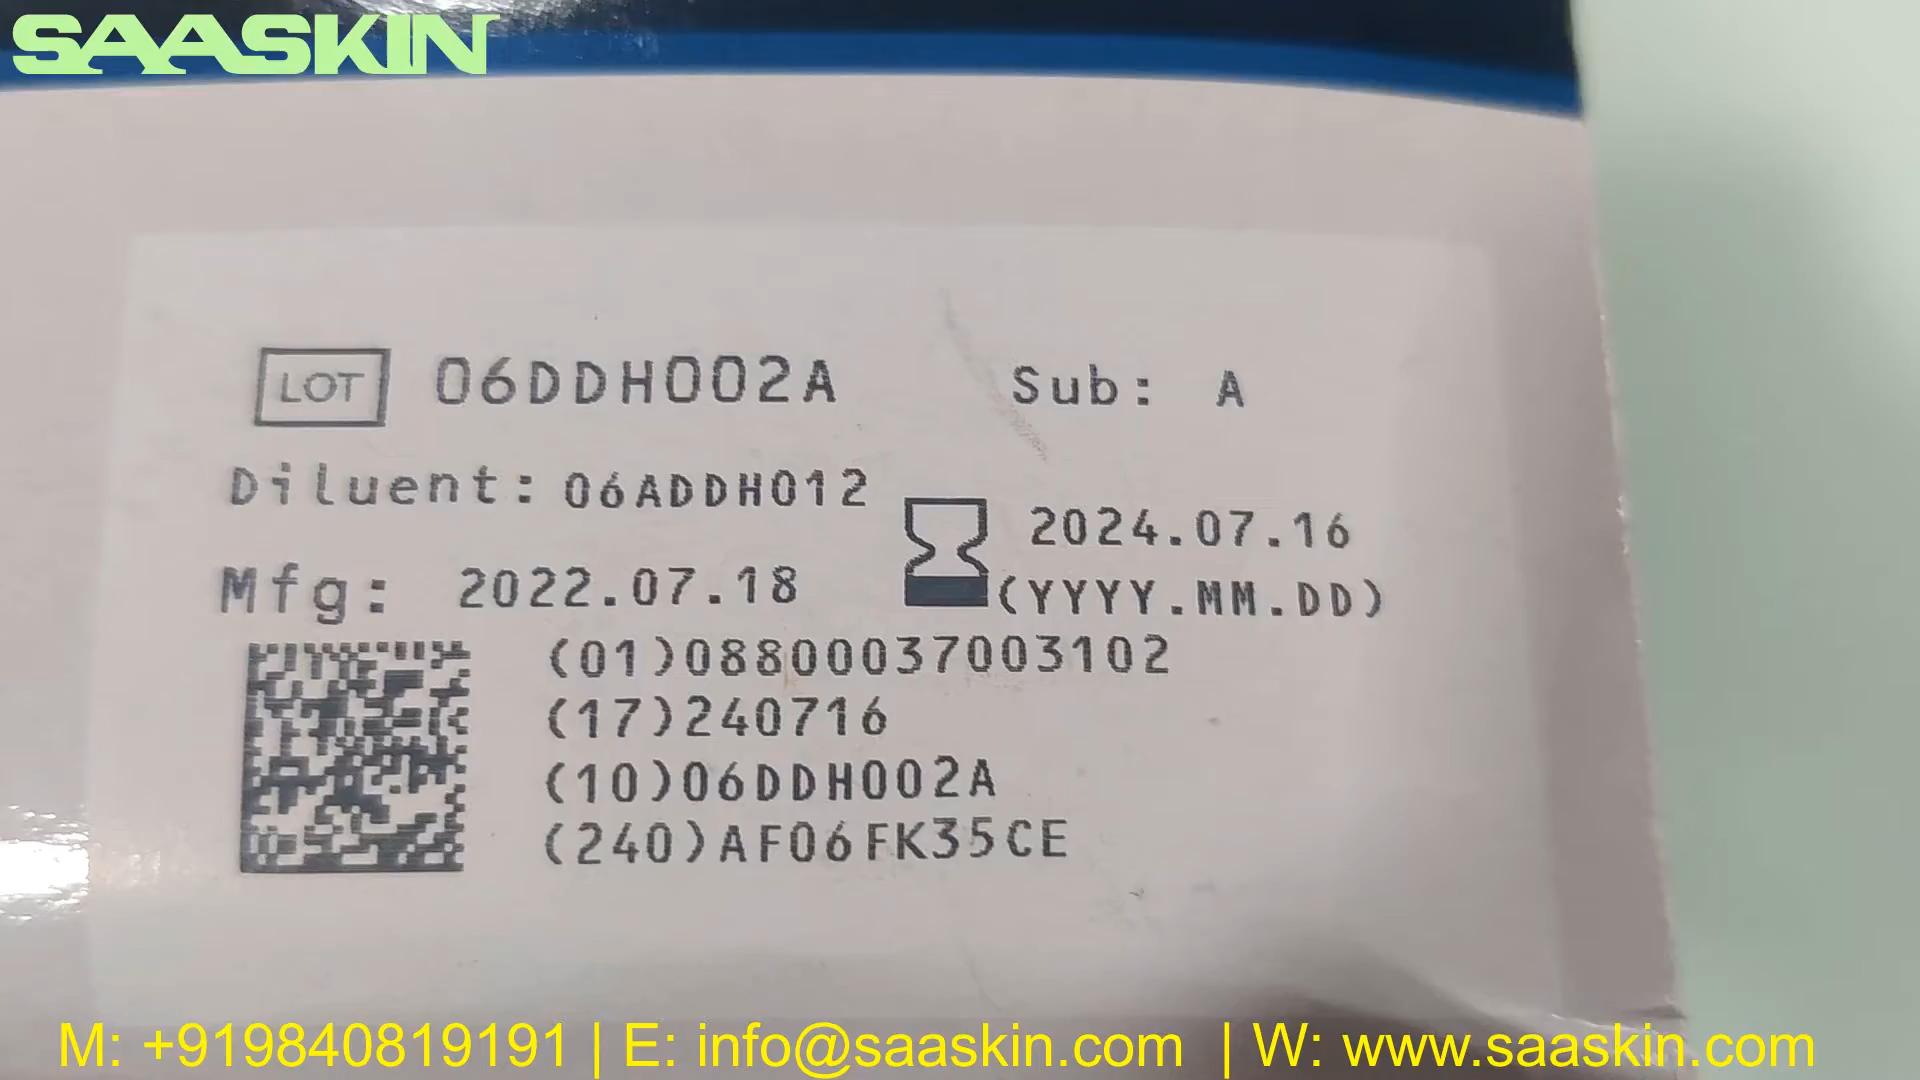 SAASKIN
LOT 06DDH002A Sub: A
Diluent: 06ADDH012
2024.07.16
Mfg: 2022.07.18 (YYYY.MM.DD)
(01)08800037003102
(17)240716
(10)06DDH002A
(240)AF06FK35CE
M: +919840819191 | E: info@saaskin.com | W: www.saaskin.com